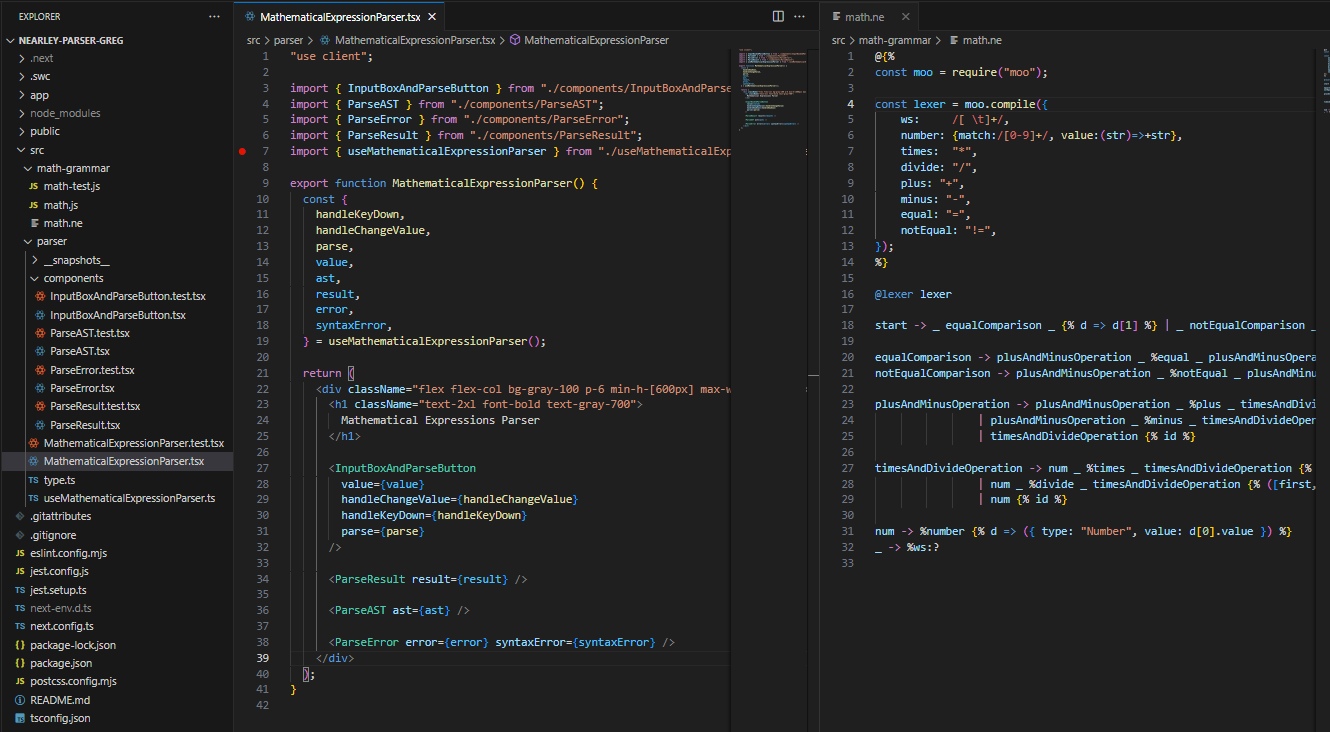 EXPLORER
NEARLEY-PARSER-GREG
.next
.swc
app
node_modules
public
src
math-grammar
JS math-test.js
JS math.js
math.ne
parser
__snapshots__
components
InputBoxAndParseButton.test.tsx
InputBoxAndParseButton.tsx
ParseAST.test.tsx
ParseAST.tsx
ParseError.test.tsx
ParseError.tsx
ParseResult.test.tsx
ParseResult.tsx
MathematicalExpressionParser.test.tsx
MathematicalExpressionParser.tsx
TS type.ts
TS useMathematicalExpressionParser.ts
.gitattributes
.gitignore
JS eslint.config.mjs
JS jest.config.js
TS jest.setup.ts
TS next-env.d.ts
TS next.config.ts
{} package-lock.json
{} package.json
JS postcss.config.mjs
README.md
tsconfig.json
MathematicalExpressionParser.tsx
src > parser > MathematicalExpressionParser.tsx > MathematicalExpressionParser
1 "use client";
2
3 import { InputBoxAndParseButton } from "./components/InputBoxAndParse
4 import { ParseAST } from "./components/ParseAST";
5 import { ParseError } from "./components/ParseError";
6 import { ParseResult } from "./components/ParseResult";
7 import { useMathematicalExpressionParser } from "./useMathematicalExp
8
9 export function MathematicalExpressionParser() {
10 const {
11 handleKeyDown,
12 handleChangeValue,
13 parse,
14 value,
15 ast,
16 result,
17 error,
18 syntaxError,
19 } = useMathematicalExpressionParser();
20
21 return (
22 <div className="flex flex-col bg-gray-100 p-6 min-h-[600px] max-w
23 <h1 className="text-2xl font-bold text-gray-700">
24 Mathematical Expressions Parser
25 </h1>
26
27 <InputBoxAndParseButton
28 value={value}
29 handleChangeValue={handleChangeValue}
30 handleKeyDown={handleKeyDown}
31 parse={parse}
32 />
33
34 <ParseResult result={result} />
35
36 <ParseAST ast={ast} />
37
38 <ParseError error={error} syntaxError={syntaxError} />
39 </div>
40 );
41 }
42
math.ne
src > math-grammar > math.ne
1 @{%
2 const moo = require("moo");
3
4 const lexer = moo.compile({
5 ws: /[ \t]+/,
6 number: {match:/[0-9]+/, value:(str)=>+str},
7 times: "*",
8 divide: "/",
9 plus: "+",
10 minus: "-",
11 equal: "=",
12 notEqual: "!=",
13 });
14 %}
15
16 @lexer lexer
17
18 start -> _ equalComparison _ {% d => d[1] %} | _ notEqualComparison _
19
20 equalComparison -> plusAndMinusOperation _ %equal _ plusAndMinusOpera
21 notEqualComparison -> plusAndMinusOperation _ %notEqual _ plusAndMinu
22
23 plusAndMinusOperation -> plusAndMinusOperation _ %plus _ timesAndDivi
24 | plusAndMinusOperation _ %minus _ timesAndDivideOper
25 | timesAndDivideOperation {% id %}
26
27 timesAndDivideOperation -> num _ %times _ timesAndDivideOperation {%
28 | num _ %divide _ timesAndDivideOperation {% ([first,
29 | num {% id %}
30
31 num -> %number {% d => ({ type: "Number", value: d[0].value }) %}
32 _ -> %ws:?
33